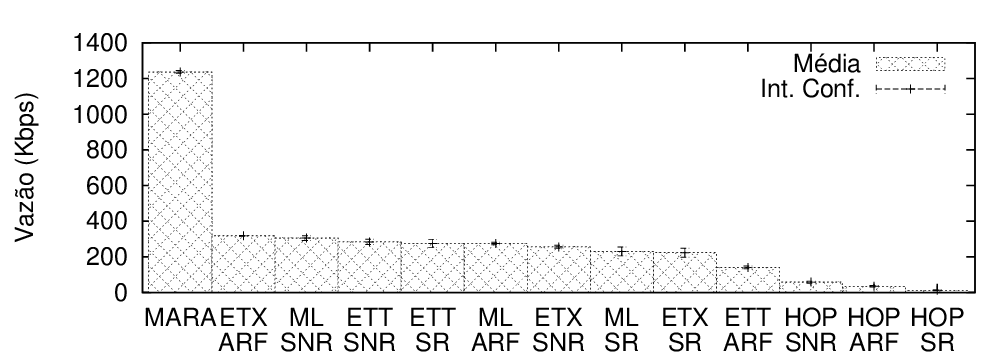 1400
1200
1000
800
600
400
200
0
Vazão (Kbps)
Média
Int. Conf.
MARA ETX ML ETT ETT ML ETX ML ETX ETT HOP HOP HOP
ARF SNR SNR SR ARF SNR SR SR ARF SNR ARF SR